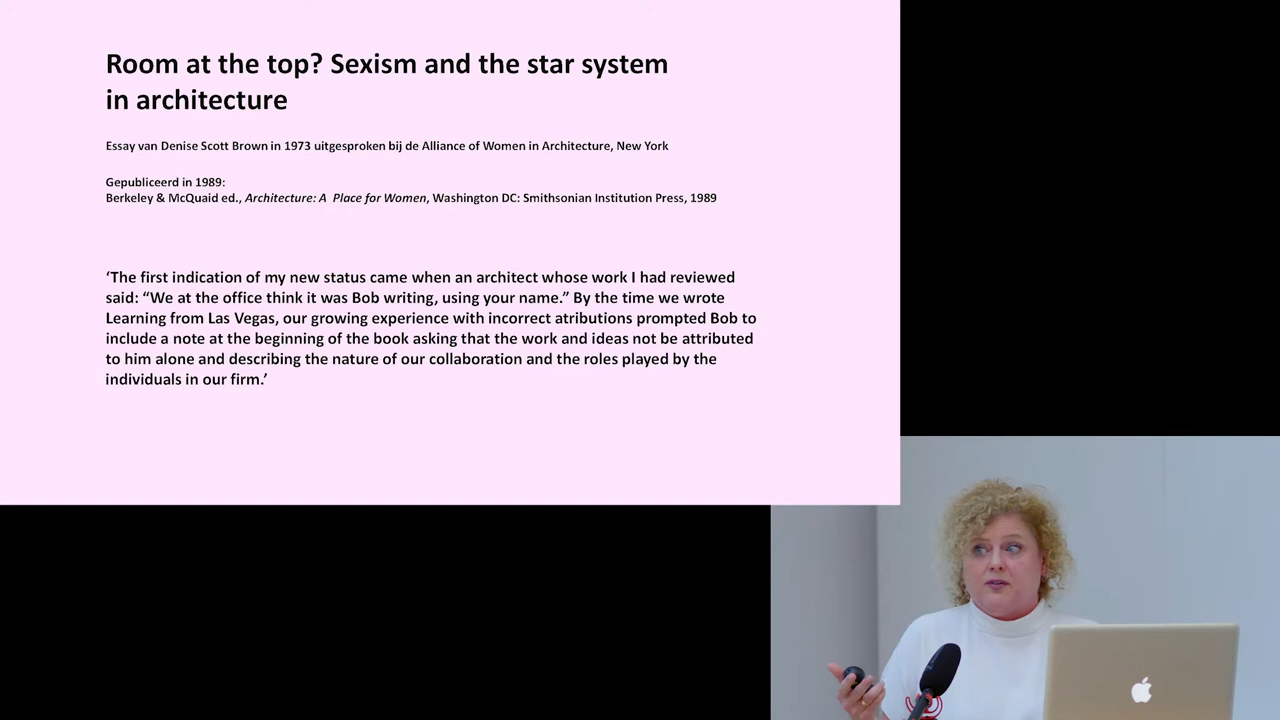 Room at the top? Sexism and the star system
in architecture
Essay van Denise Scott Brown in 1973 uitgesproken bij de Alliance of Women in Architecture, New York
Gepubliceerd in 1989:
Berkeley & McQuaid ed., Architecture: A Place for Women, Washington DC: Smithsonian Institution Press, 1989
‘The first indication of my new status came when an architect whose work I had reviewed
said: “We at the office think it was Bob writing, using your name.” By the time we wrote
Learning from Las Vegas, our growing experience with incorrect atributions prompted Bob to
include a note at the beginning of the book asking that the work and ideas not be attributed
to him alone and describing the nature of our collaboration and the roles played by the
individuals in our firm.’